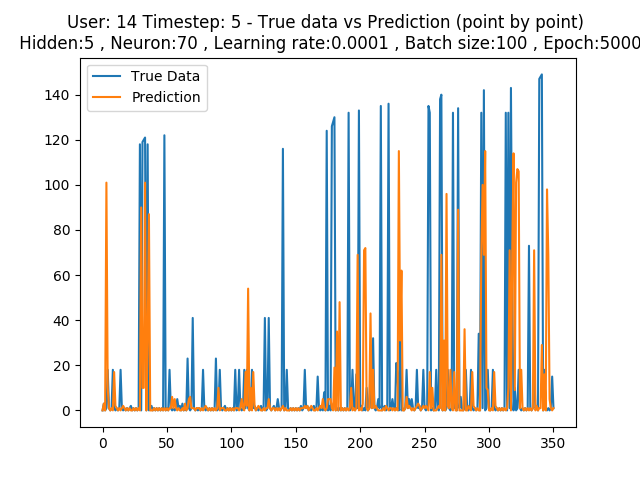 User: 14 Timestep: 5 - True data vs Prediction (point by point)
Hidden:5 , Neuron:70 , Learning rate:0.0001 , Batch size:100 , Epoch:5000
True Data
Prediction
140
120
100
80
60
40
20
0
0 50 100 150 200 250 300 350